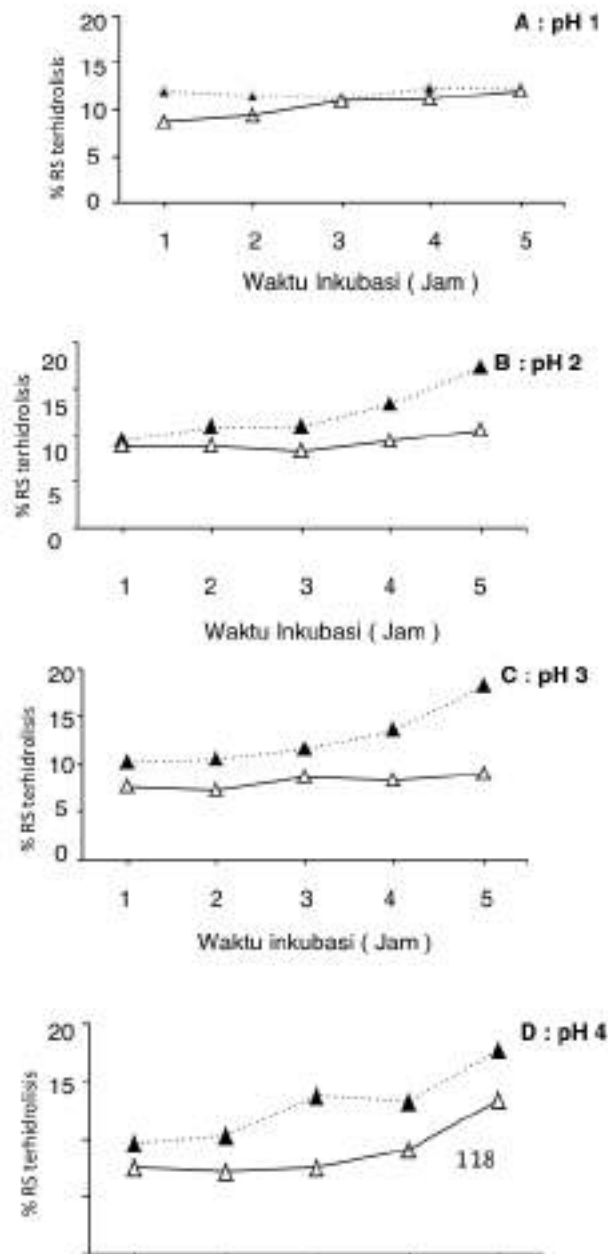 A : pH 1
20
15
10
5
0
% RS terhidrolisis
1 2 3 4 5
Waktu Inkubasi ( Jam )
B : pH 2
20
15
10
5
0
% RS terhidrolisis
1 2 3 4 5
Waktu Inkubasi ( Jam )
C : pH 3
20
15
10
5
0
% RS terhidrolisis
1 2 3 4 5
Waktu inkubasi ( Jam )
D : pH 4
20
15
% RS terhidrolisis
118